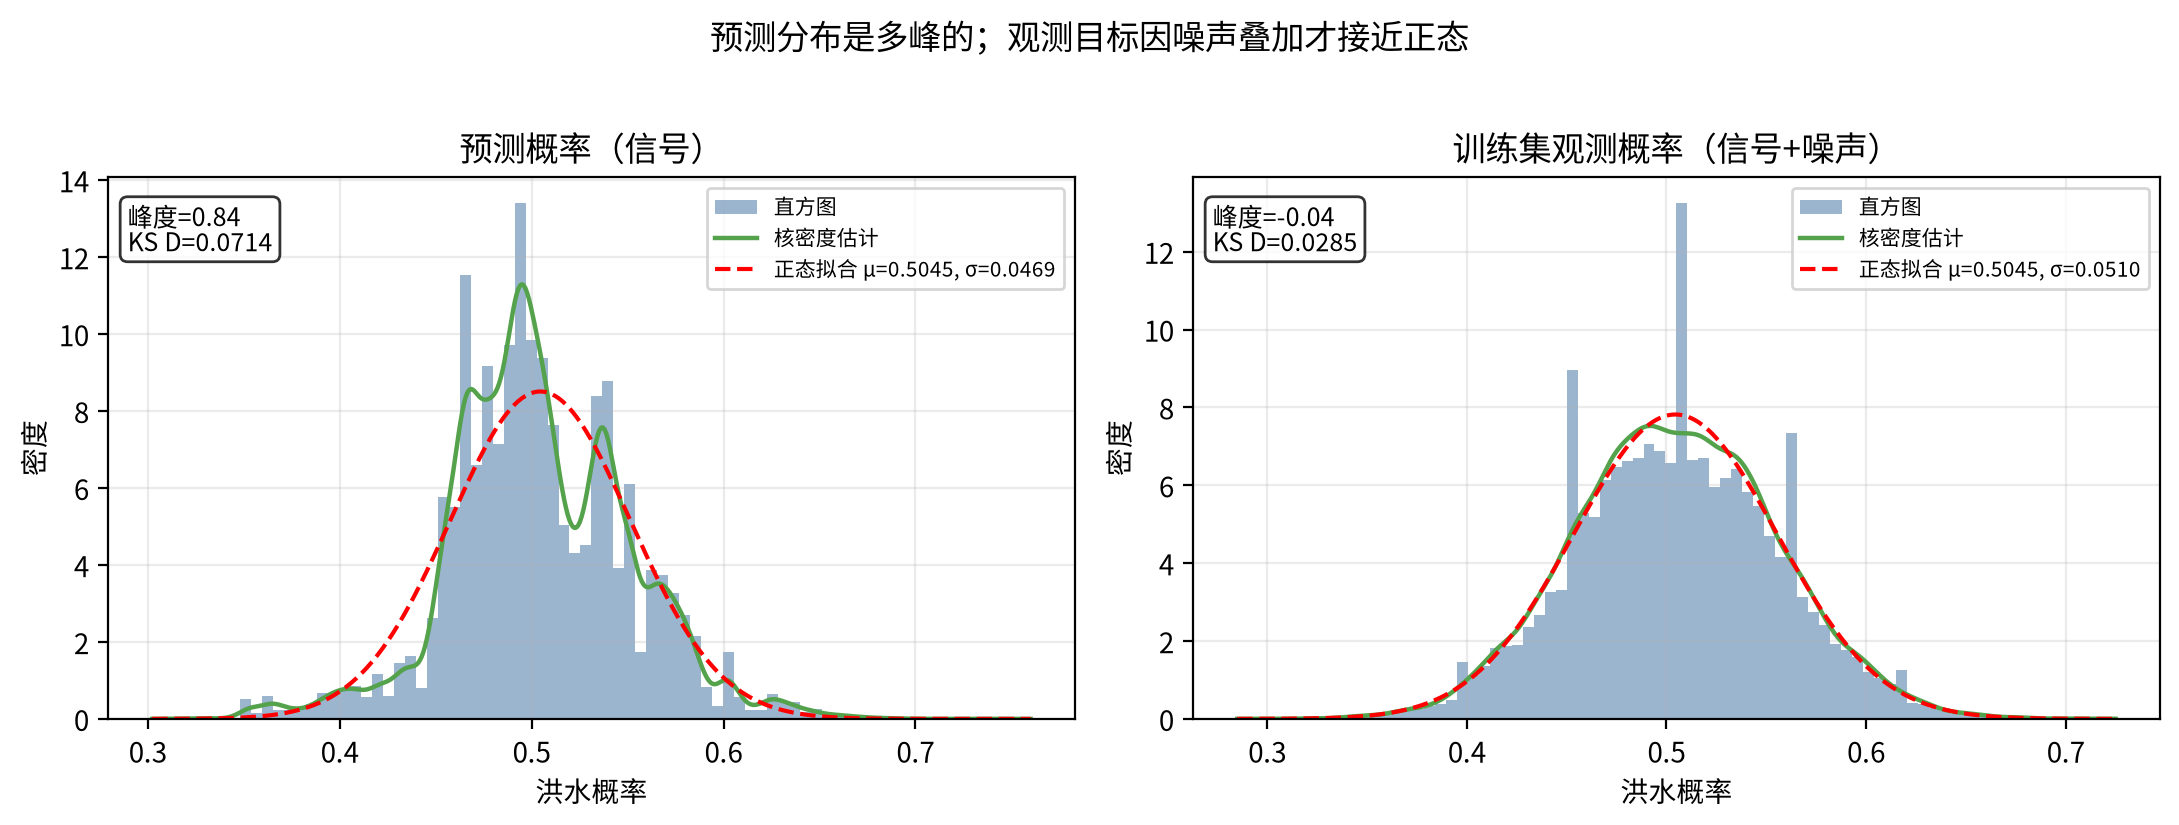 预测分布是多峰的；观测目标因噪声叠加才接近正态
预测概率（信号）
峰度=0.84
KS D=0.0714
直方图
核密度估计
正态拟合 μ=0.5045, σ=0.0469
密度
14
12
10
8
6
4
2
0
0.3
0.4
0.5
0.6
0.7
洪水概率
训练集观测概率（信号+噪声）
峰度=-0.04
KS D=0.0285
直方图
核密度估计
正态拟合 μ=0.5045, σ=0.0510
密度
12
10
8
6
4
2
0
0.3
0.4
0.5
0.6
0.7
洪水概率